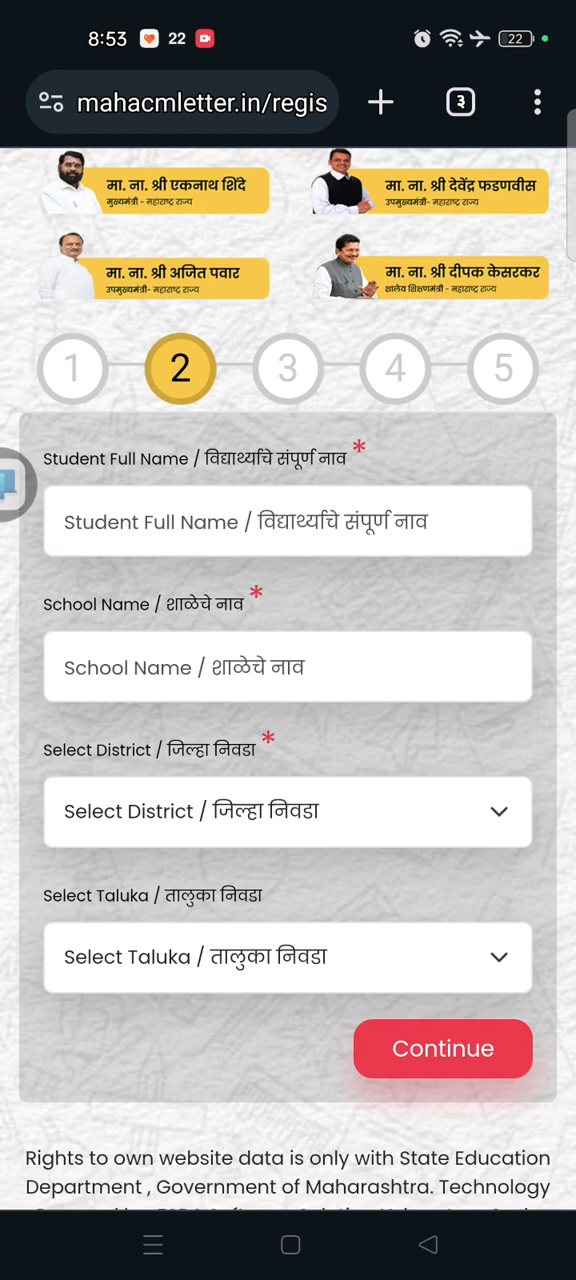 8:53 22 22
mahacmletter.in/regis ३
मा. ना. श्री एकनाथ शिंदे
मुख्यमंत्री - महाराष्ट्र राज्य
मा. ना. श्री देवेंद्र फडणवीस
उपमुख्यमंत्री- महाराष्ट्र राज्य
मा. ना. श्री अजित पवार
उपमुख्यमंत्री- महाराष्ट्र राज्य
मा. ना. श्री दीपक केसरकर
शालेय शिक्षणमंत्री - महाराष्ट्र राज्य
1 2 3 4 5
Student Full Name / विद्यार्थ्याचे संपूर्ण नाव *
Student Full Name / विद्यार्थ्याचे संपूर्ण नाव
School Name / शाळेचे नाव *
School Name / शाळेचे नाव
Select District / जिल्हा निवडा *
Select District / जिल्हा निवडा
Select Taluka / तालुका निवडा
Select Taluka / तालुका निवडा
Continue
Rights to own website data is only with State Education
Department , Government of Maharashtra. Technology